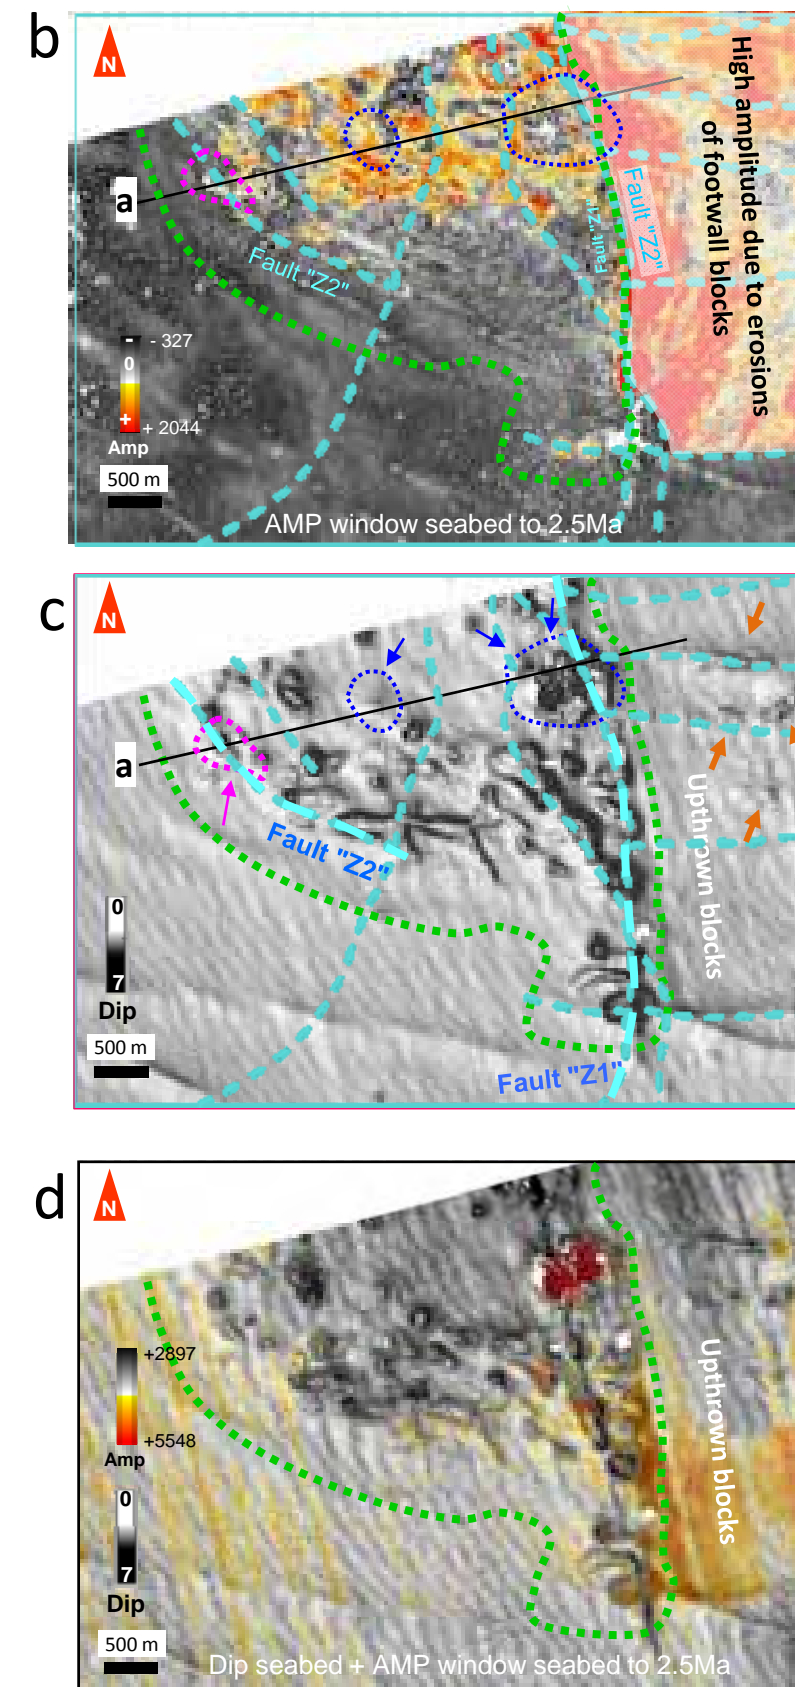 b
N
High amplitude due to erosions
of footwall blocks
a
Fault "Z2"
Fault "Z1"
Fault "Z2"
-
- 327
0
+
+ 2044
Amp
500 m
AMP window seabed to 2.5Ma
c
N
a
Fault "Z2"
Upthrown blocks
0
7
Dip
500 m
Fault "Z1"
d
N
+2897
+5548
Amp
Upthrown blocks
0
7
Dip
500 m
Dip seabed + AMP window seabed to 2.5Ma